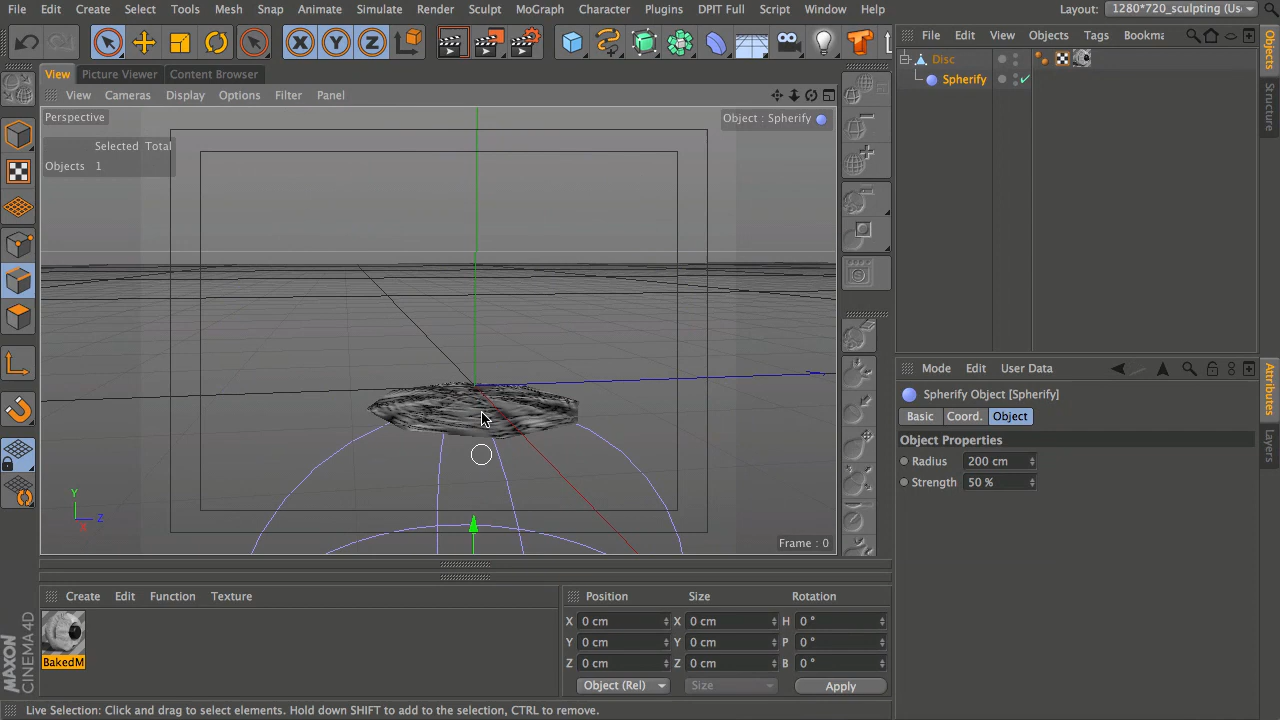 File Edit Create Select Tools Mesh Snap Animate Simulate Render Sculpt MoGraph Character Plugins DPIT Full Script Window Help Layout: 1280*720_sculpting (Us
File Edit View Objects Tags Bookma
View Picture Viewer Content Browser
Disc
Spherify
View Cameras Display Options Filter Panel
Perspective
Object : Spherify
Selected Total
Objects 1
Objects
Structure
Mode Edit User Data
Spherify Object [Spherify]
Basic Coord. Object
Object Properties
Radius 200 cm
Strength 50 %
Attributes
Layers
Y
Z
X
Frame : 0
Create Edit Function Texture
BakedM
Position Size Rotation
X 0 cm X 0 cm H 0 °
Y 0 cm Y 0 cm P 0 °
Z 0 cm Z 0 cm B 0 °
Object (Rel) Size Apply
MAXON
CINEMA 4D
Live Selection: Click and drag to select elements. Hold down SHIFT to add to the selection, CTRL to remove.